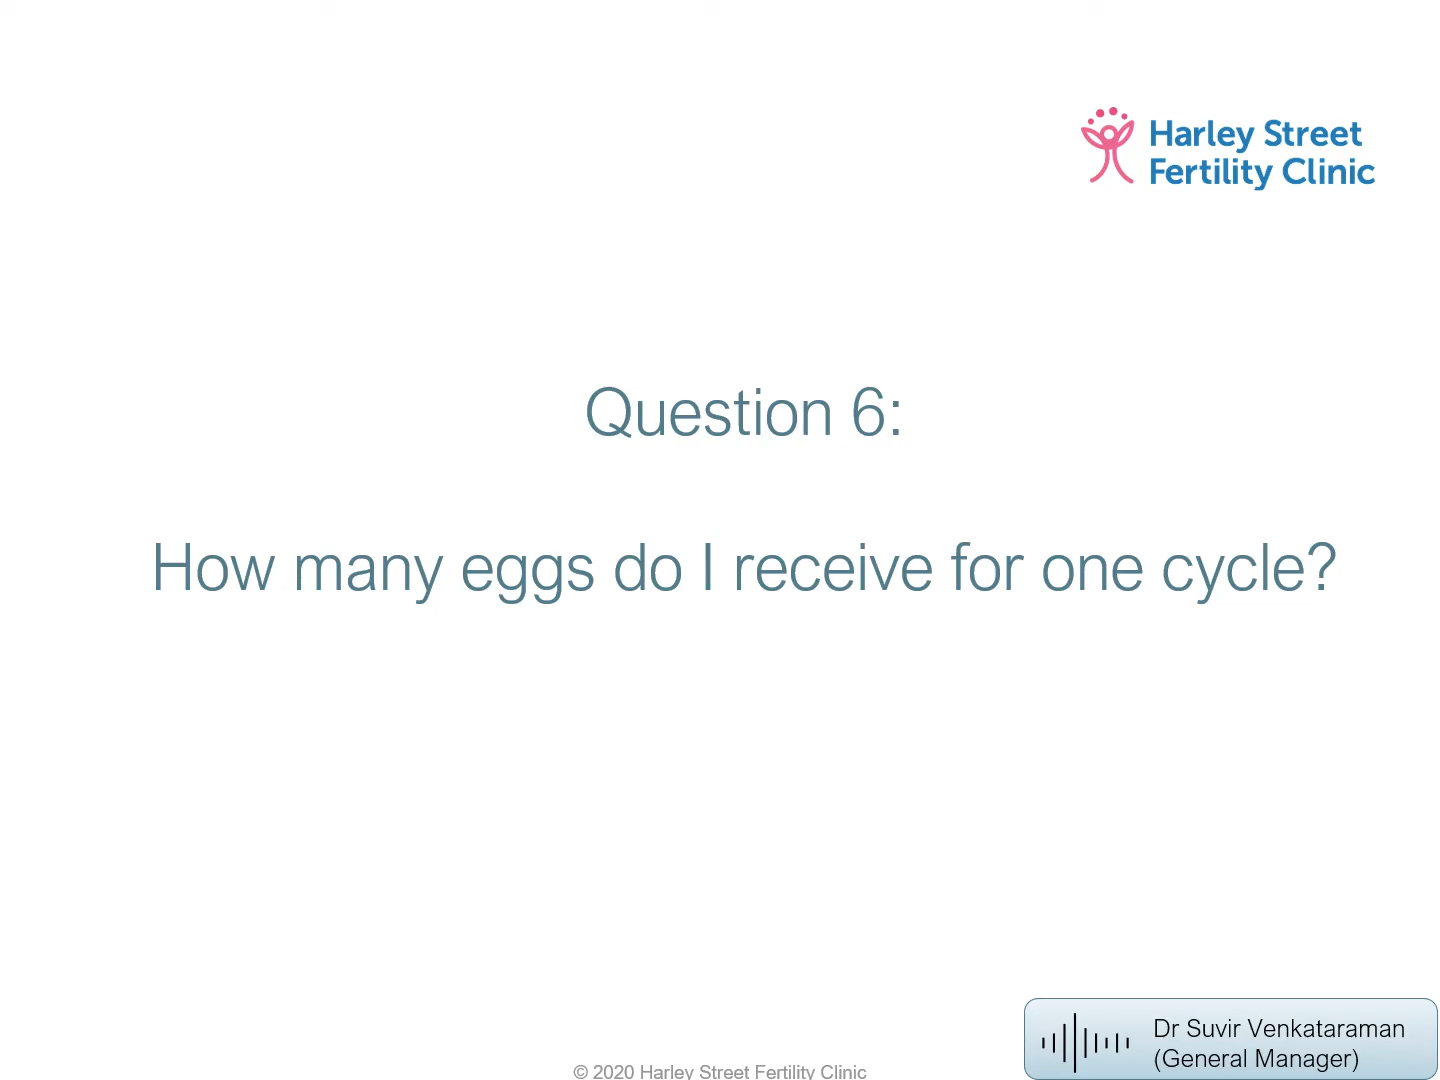 Harley Street
Fertility Clinic
Question 6:
How many eggs do I receive for one cycle?
Dr Suvir Venkataraman
(General Manager)
© 2020 Harley Street Fertility Clinic